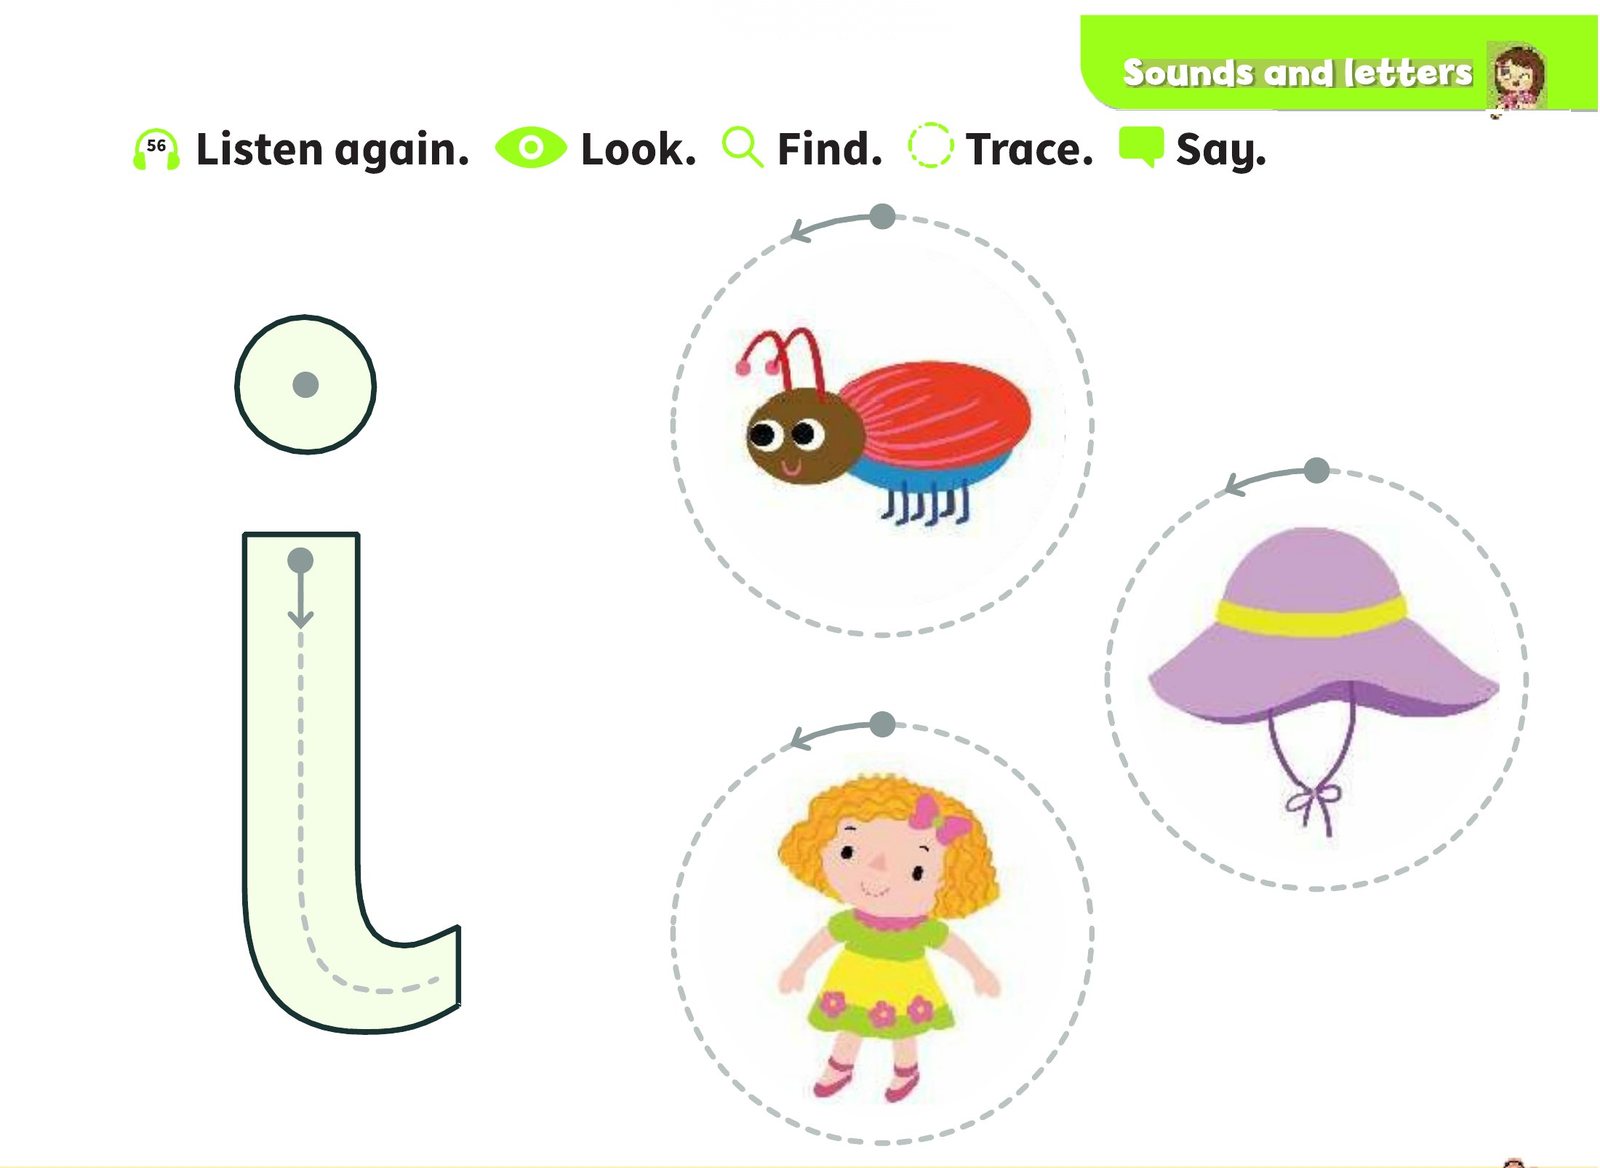 Sounds and letters
56 Listen again. Look. Find. Trace. Say.
i